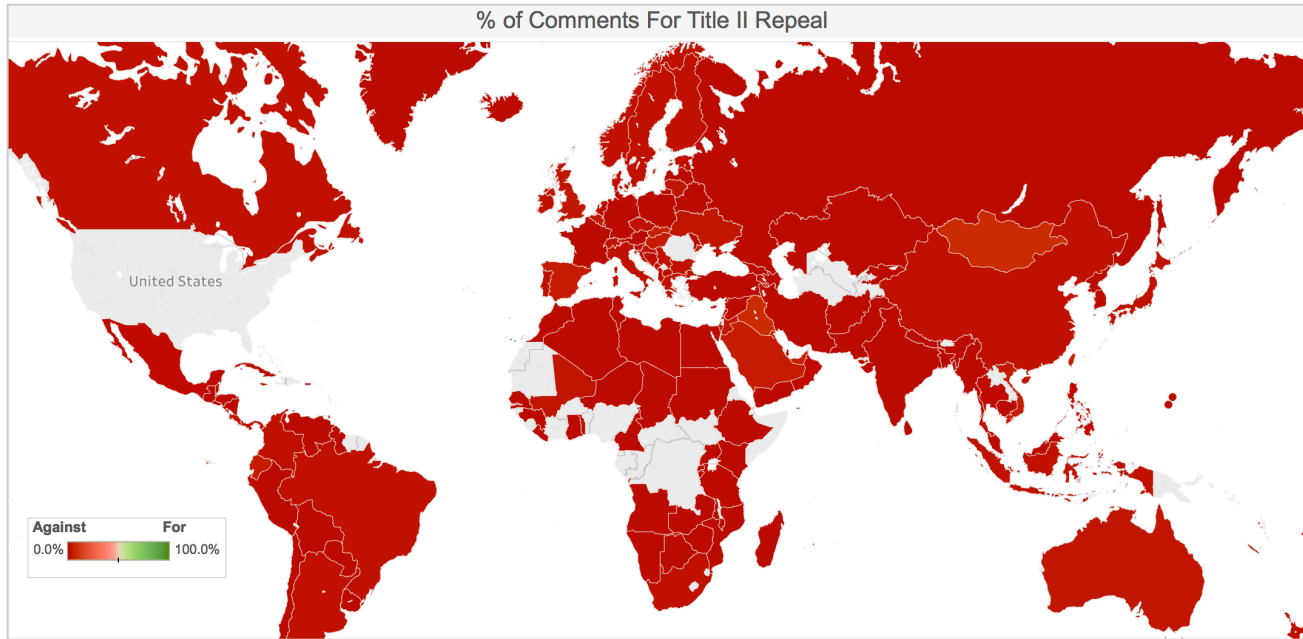 % of Comments For Title II Repeal
United States
Against For
0.0% 100.0%